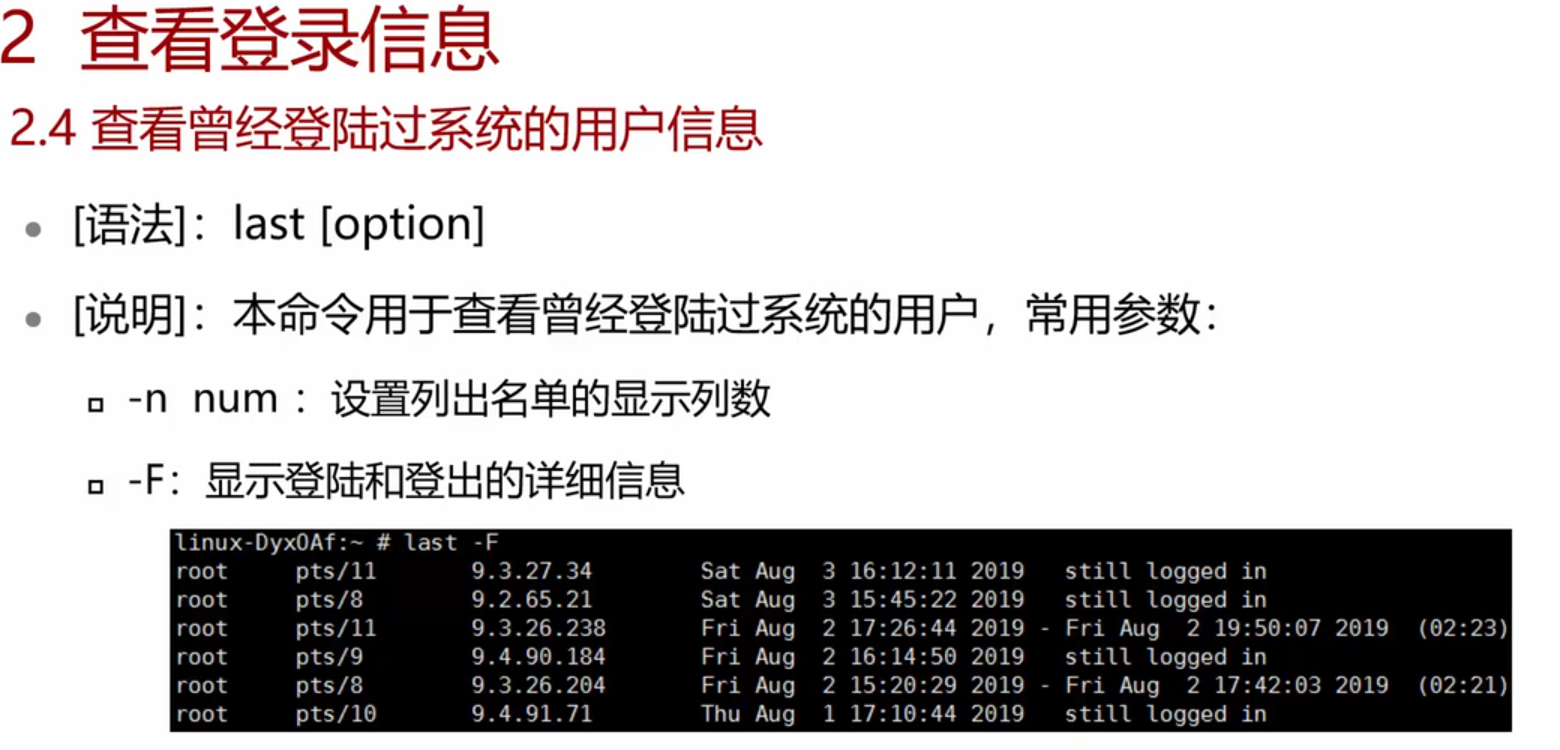 2 查看登录信息
2.4 查看曾经登陆过系统的用户信息
[语法]：last [option]
[说明]：本命令用于查看曾经登陆过系统的用户，常用参数：
-n num ：设置列出名单的显示列数
-F：显示登陆和登出的详细信息
linux-DyxOAf:~ # last -F
root pts/11 9.3.27.34 Sat Aug 3 16:12:11 2019 still logged in
root pts/8 9.2.65.21 Sat Aug 3 15:45:22 2019 still logged in
root pts/11 9.3.26.238 Fri Aug 2 17:26:44 2019 - Fri Aug 2 19:50:07 2019 (02:23)
root pts/9 9.4.90.184 Fri Aug 2 16:14:50 2019 still logged in
root pts/8 9.3.26.204 Fri Aug 2 15:20:29 2019 - Fri Aug 2 17:42:03 2019 (02:21)
root pts/10 9.4.91.71 Thu Aug 1 17:10:44 2019 still logged in